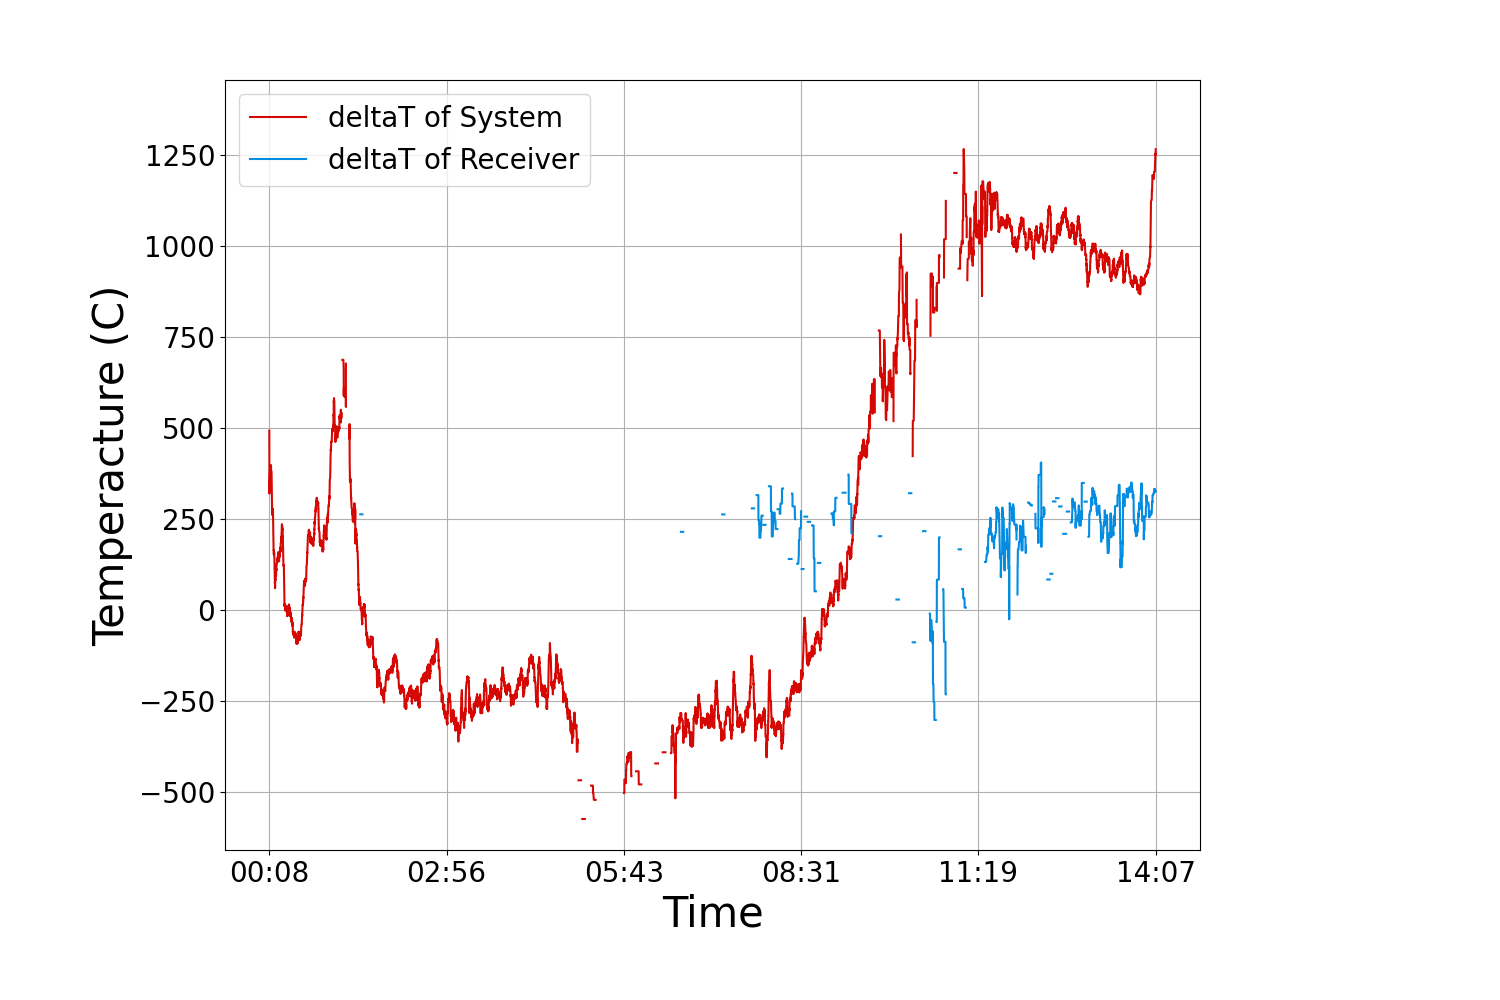 deltaT of System
deltaT of Receiver
1250
1000
750
500
250
0
−250
−500
Temperacture (C)
00:08 02:56 05:43 08:31 11:19 14:07
Time